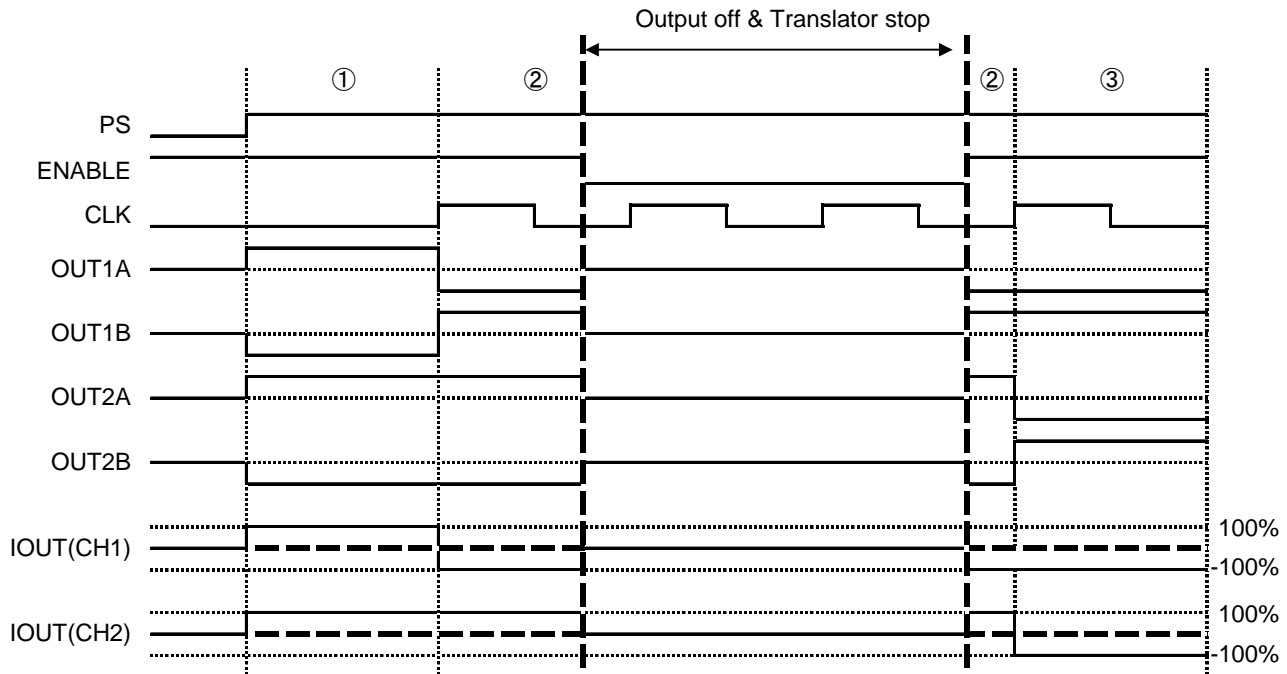 Output off & Translator stop
① ② ② ③
PS
ENABLE
CLK
OUT1A
OUT1B
OUT2A
OUT2B
100%
IOUT(CH1)
-100%
100%
IOUT(CH2)
-100%